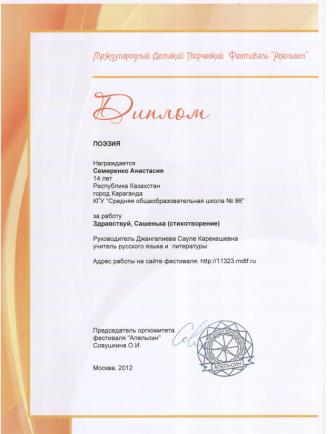 Международный Детский Творческий Фестиваль "Апельсин"
Диплом
ПОЭЗИЯ
Награждается
Семиренко Анастасия
14 лет
Республика Казахстан
город Караганда
КГУ "Средняя общеобразовательная школа № 86"
за работу
Здравствуй, Сашенька (стихотворение)
Руководитель Джангалиева Сауле Карекешевна
учитель русского языка и литературы
Адрес работы на сайте фестиваля: http://11323.mdtf.ru
Председатель оргкомитета
фестиваля "Апельсин"
Совушкина О.И.
АПЕЛЬСИН
Москва, 2012